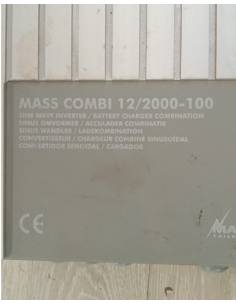 MASS COMBI 12/2000-100
SINE WAVE INVERTER / BATTERY CHARGER COMBINATION
SINUS OMVORMER / ACCULADER COMBINATIE
SINUS WANDLER / LADEKOMBINATION
CONVERTISSEUR / CHARGEUR COMBINE SINUSOIDAL
CONVERTIDOR SENOIDAL / CARGADOR
CE
MA